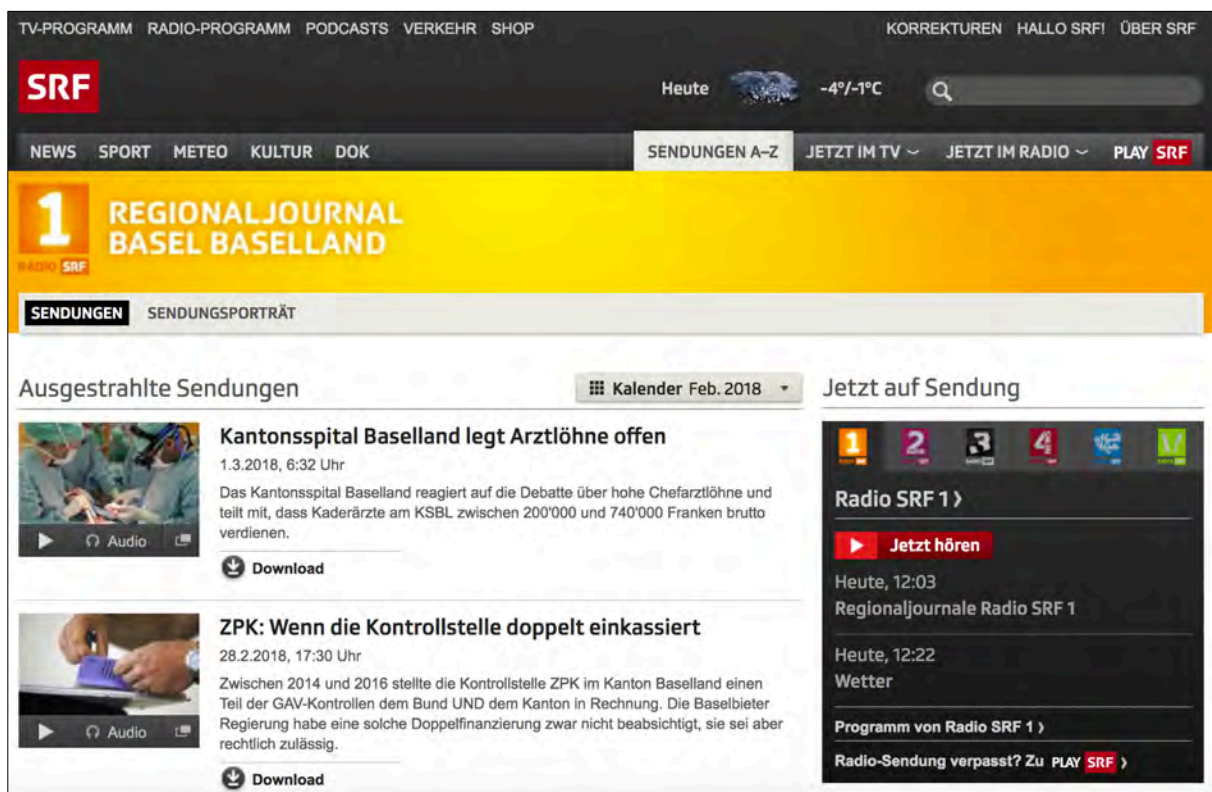 TV-PROGRAMM RADIO-PROGRAMM PODCASTS VERKEHR SHOP
KORREKTUREN HALLO SRF! ÜBER SRF
SRF
Heute -4°/-1°C
NEWS SPORT METEO KULTUR DOK
SENDUNGEN A–Z JETZT IM TV JETZT IM RADIO PLAY SRF
1
RADIO SRF
REGIONALJOURNAL
BASEL BASELLAND
SENDUNGEN SENDUNGSPORTRÄT
Ausgestrahlte Sendungen
Kalender Feb. 2018
Kantonsspital Baselland legt Arztlöhne offen
1.3.2018, 6:32 Uhr
Das Kantonsspital Baselland reagiert auf die Debatte über hohe Chefarztlöhne und
teilt mit, dass Kaderärzte am KSBL zwischen 200'000 und 740'000 Franken brutto
verdienen.
Audio
Download
ZPK: Wenn die Kontrollstelle doppelt einkassiert
28.2.2018, 17:30 Uhr
Zwischen 2014 und 2016 stellte die Kontrollstelle ZPK im Kanton Baselland einen
Teil der GAV-Kontrollen dem Bund UND dem Kanton in Rechnung. Die Baselbieter
Regierung habe eine solche Doppelfinanzierung zwar nicht beabsichtigt, sie sei aber
rechtlich zulässig.
Audio
Download
Jetzt auf Sendung
1 2 3 4
Radio SRF 1 ⟩
Jetzt hören
Heute, 12:03
Regionaljournale Radio SRF 1
Heute, 12:22
Wetter
Programm von Radio SRF 1 ⟩
Radio-Sendung verpasst? Zu PLAY SRF ⟩